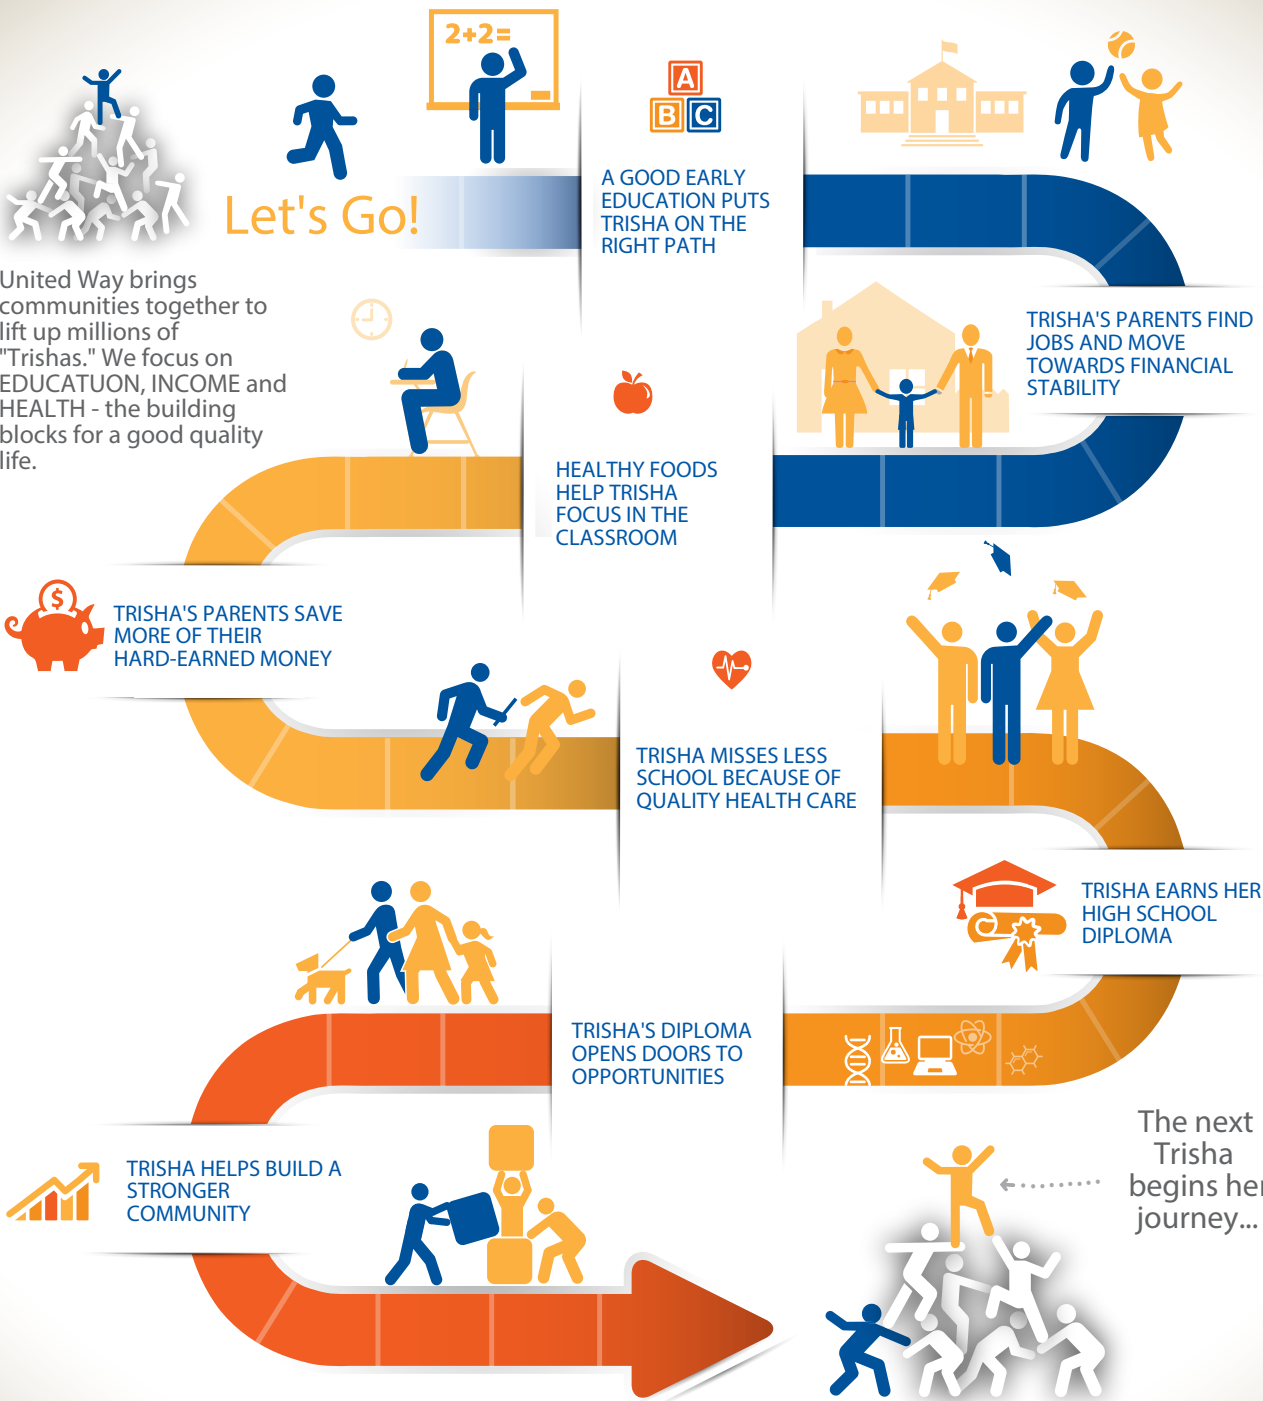 2+2=
A
B C
Let's Go!
A GOOD EARLY
EDUCATION PUTS
TRISHA ON THE
RIGHT PATH
United Way brings
communities together to
lift up millions of
"Trishas." We focus on
EDUCATUON, INCOME and
HEALTH - the building
blocks for a good quality
life.
TRISHA'S PARENTS FIND
JOBS AND MOVE
TOWARDS FINANCIAL
STABILITY
HEALTHY FOODS
HELP TRISHA
FOCUS IN THE
CLASSROOM
$
TRISHA'S PARENTS SAVE
MORE OF THEIR
HARD-EARNED MONEY
TRISHA MISSES LESS
SCHOOL BECAUSE OF
QUALITY HEALTH CARE
TRISHA EARNS HER
HIGH SCHOOL
DIPLOMA
TRISHA'S DIPLOMA
OPENS DOORS TO
OPPORTUNITIES
TRISHA HELPS BUILD A
STRONGER
COMMUNITY
The next
Trisha
begins her
journey...